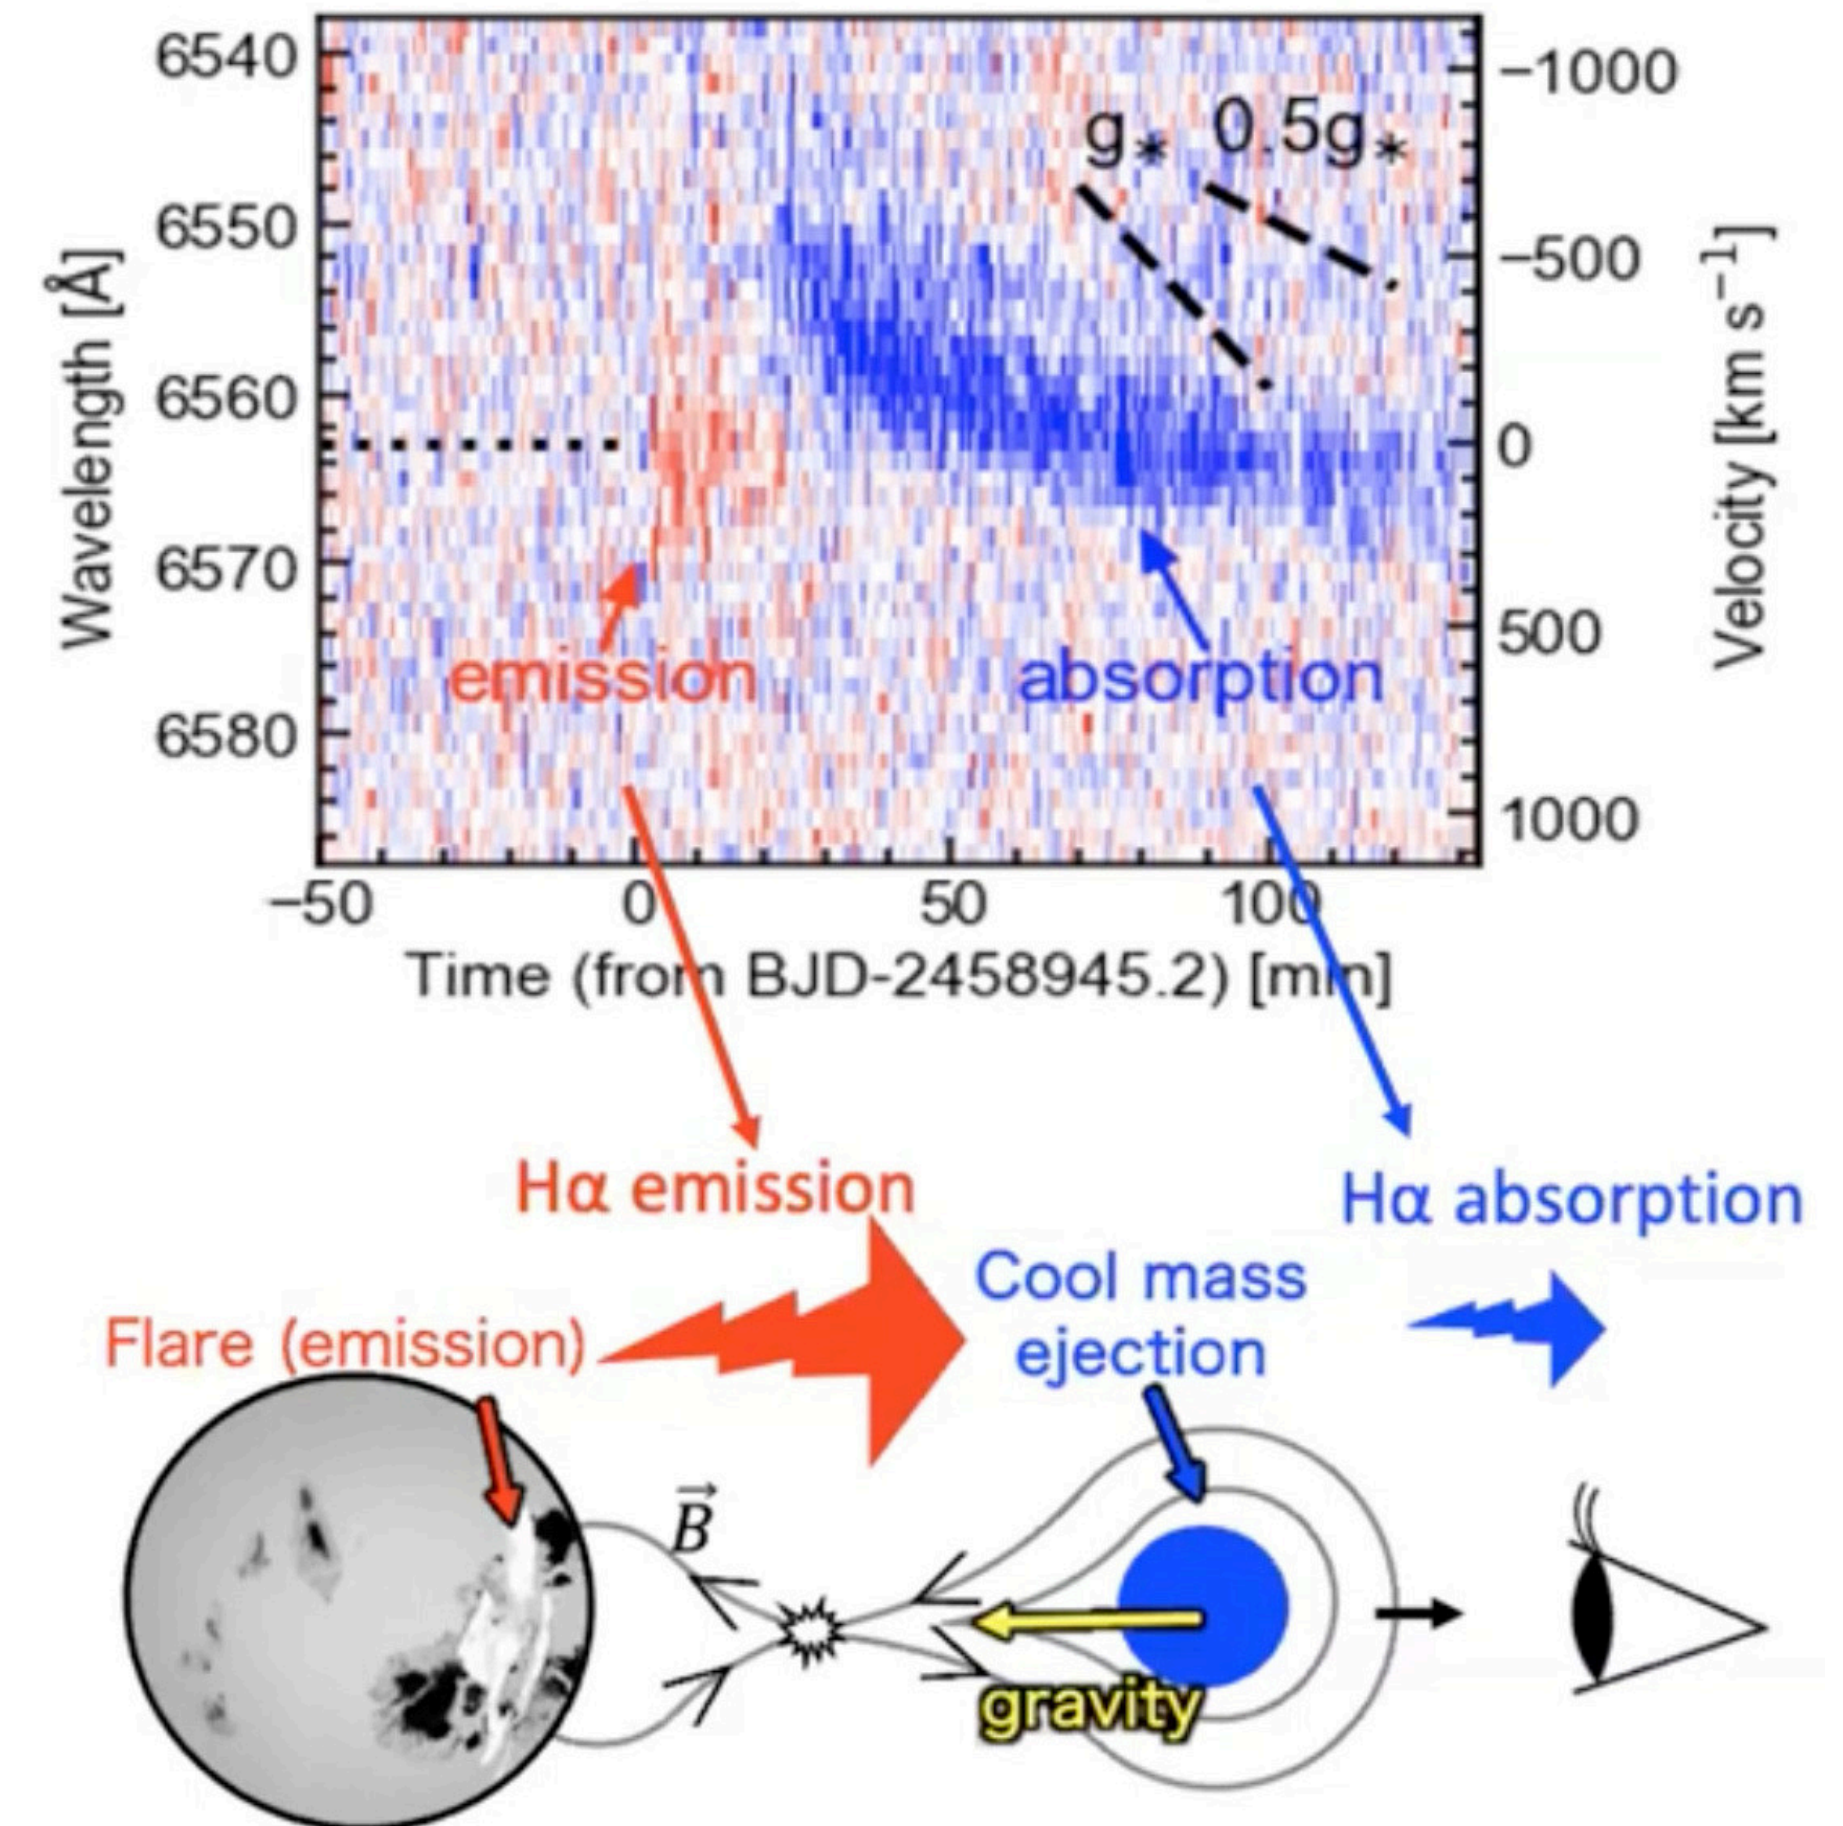 6540
6550
6560
6570
6580
Wavelength [Å]
−1000
−500
0
500
1000
Velocity [km s⁻¹]
g* 0.5g*
emission
absorption
−50 0 50 100
Time (from BJD-2458945.2) [min]
Hα emission
Hα absorption
Cool mass
ejection
Flare (emission)
B⃗
gravity